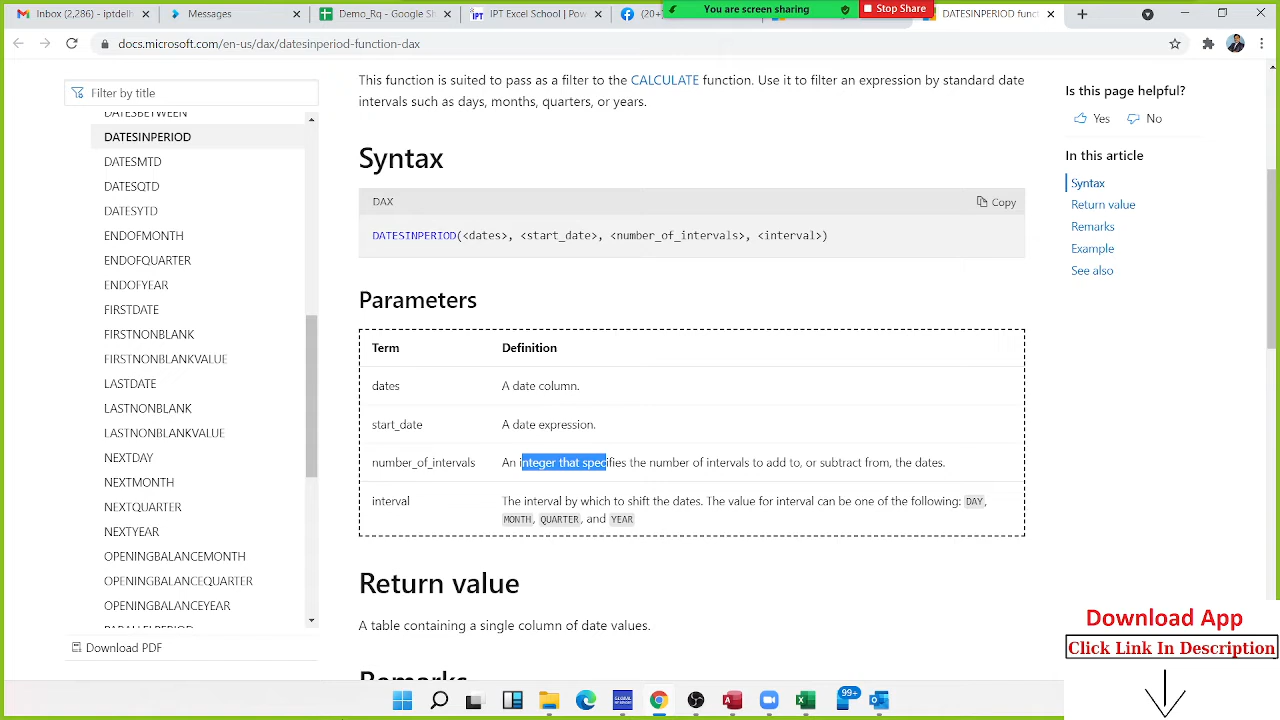 Inbox (2,286) - iptdelh
Messages
Demo_Rq - Google Sh
IPT Excel School | Pow
(20+)
You are screen sharing
Stop Share
DATESINPERIOD func
docs.microsoft.com/en-us/dax/datesinperiod-function-dax
Filter by title
DATESBETWEEN
DATESINPERIOD
DATESMTD
DATESQTD
DATESYTD
ENDOFMONTH
ENDOFQUARTER
ENDOFYEAR
FIRSTDATE
FIRSTNONBLANK
FIRSTNONBLANKVALUE
LASTDATE
LASTNONBLANK
LASTNONBLANKVALUE
NEXTDAY
NEXTMONTH
NEXTQUARTER
NEXTYEAR
OPENINGBALANCEMONTH
OPENINGBALANCEQUARTER
OPENINGBALANCEYEAR
PARALLELPERIOD
Download PDF
This function is suited to pass as a filter to the CALCULATE function. Use it to filter an expression by standard date
intervals such as days, months, quarters, or years.
Syntax
DAX
Copy
DATESINPERIOD(<dates>, <start_date>, <number_of_intervals>, <interval>)
Parameters
Term Definition
dates A date column.
start_date A date expression.
number_of_intervals An integer that specifies the number of intervals to add to, or subtract from, the dates.
interval The interval by which to shift the dates. The value for interval can be one of the following: DAY,
MONTH, QUARTER, and YEAR
Return value
A table containing a single column of date values.
Remarks
Is this page helpful?
Yes No
In this article
Syntax
Return value
Remarks
Example
See also
Download App
Click Link In Description
99+